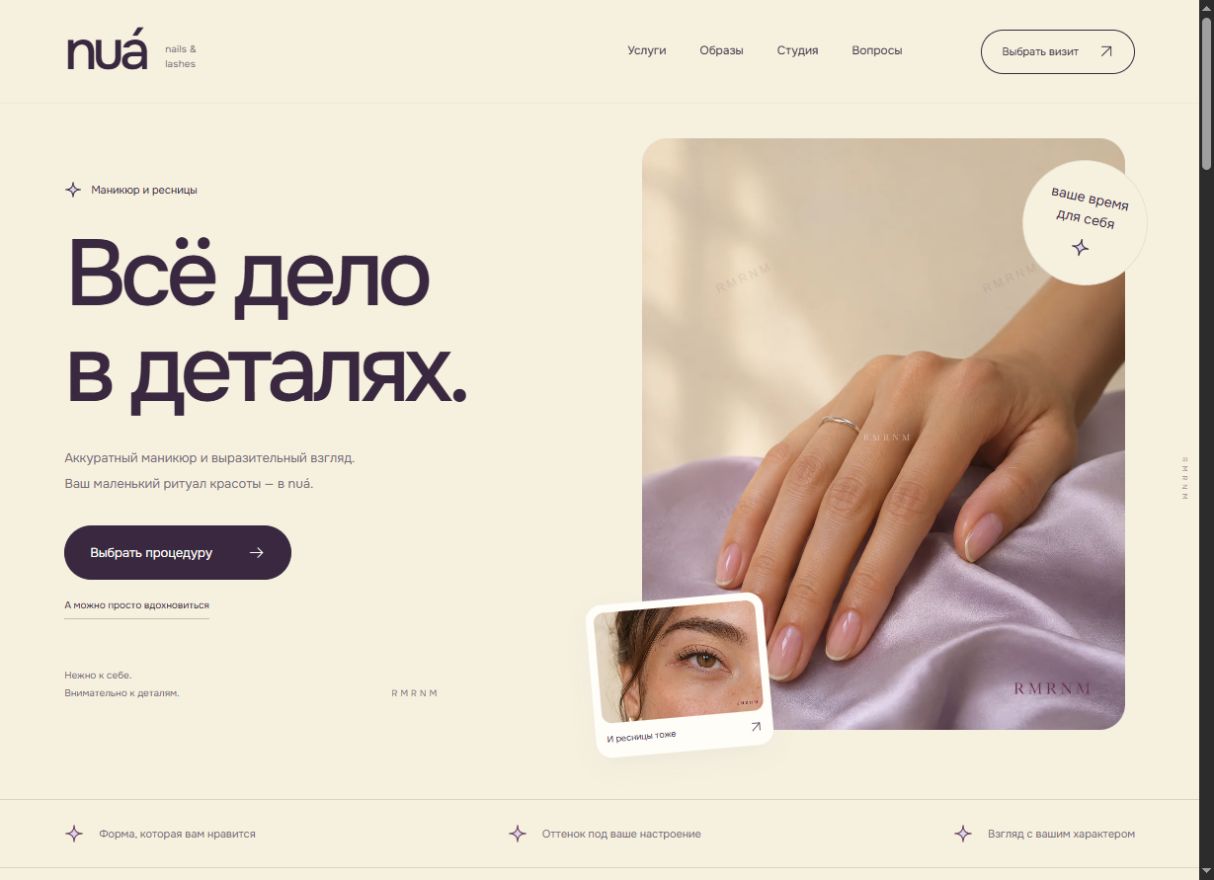 nuá
nails &
lashes
Услуги
Образы
Студия
Вопросы
Выбрать визит
Маникюр и ресницы
Всё дело
в деталях.
Аккуратный маникюр и выразительный взгляд.
Ваш маленький ритуал красоты — в nuá.
Выбрать процедуру
А можно просто вдохновиться
Нежно к себе.
Внимательно к деталям.
RMRNM
ваше время
для себя
RMRNM
RMRNM
RMRNM
RMRNM
RMRNM
И ресницы тоже
RMRNM
Форма, которая вам нравится
Оттенок под ваше настроение
Взгляд с вашим характером